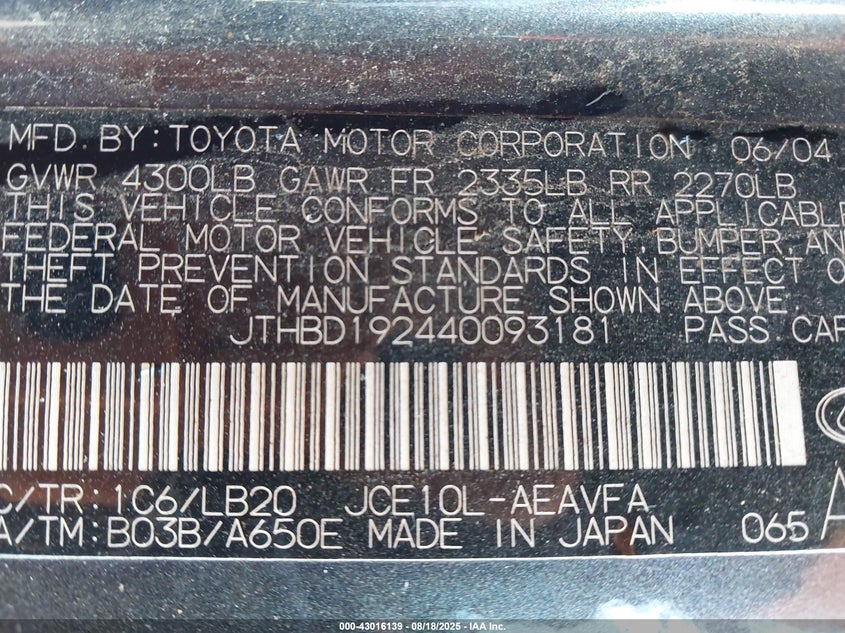 MFD. BY: TOYOTA MOTOR CORPORATION 06/04
GVWR 4300LB GAWR FR 2335LB RR 2270LB
THIS VEHICLE CONFORMS TO ALL APPLICABLE
FEDERAL MOTOR VEHICLE SAFETY, BUMPER AN
THEFT PREVENTION STANDARDS IN EFFECT O
THE DATE OF MANUFACTURE SHOWN ABOVE.
JTHBD192440093181 PASS.CAR
C/TR: 1C6/LB20 JCE10L-AEAVFA
A/TM: B03B/A650E MADE IN JAPAN 065
000-43016139 - 08/18/2025 - IAA Inc.